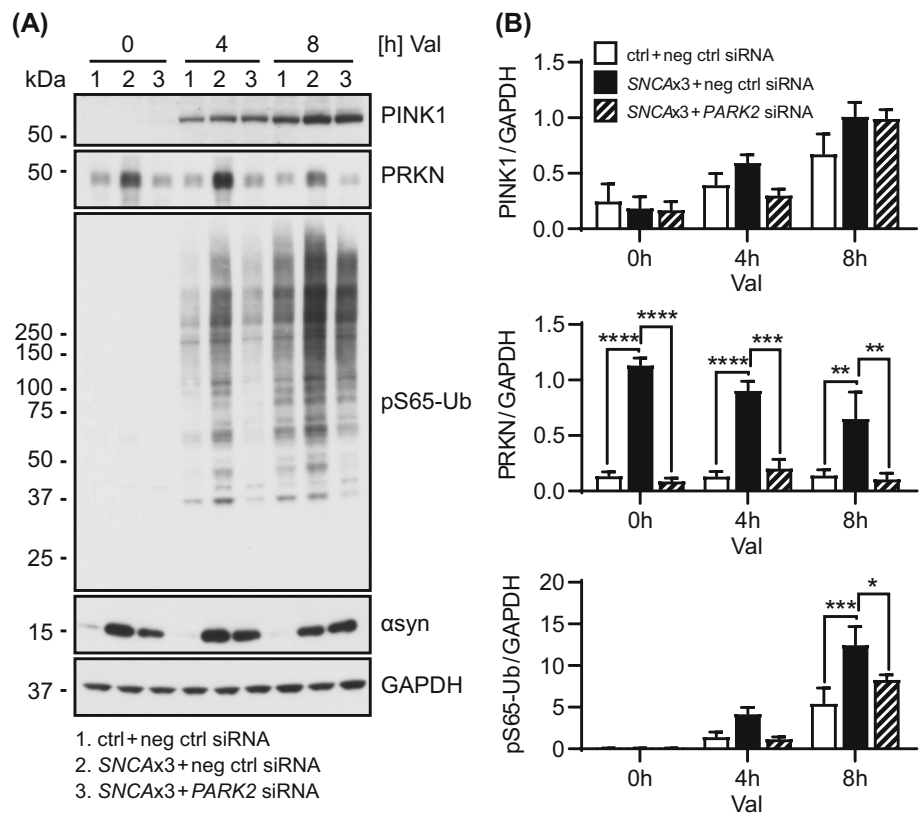 (A)
0 4 8 [h] Val
kDa 1 2 3 1 2 3 1 2 3
50 - PINK1
50 - PRKN
250 -
150 -
100 -
75 -
pS65-Ub
50 -
37 -
25 -
15 - αsyn
37 - GAPDH
1. ctrl+neg ctrl siRNA
2. SNCAx3+neg ctrl siRNA
3. SNCAx3+PARK2 siRNA
(B)
ctrl+neg ctrl siRNA
SNCAx3+neg ctrl siRNA
SNCAx3+PARK2 siRNA
PINK1/GAPDH
1.5
1.0
0.5
0.0
0h 4h 8h
Val
PRKN/GAPDH
1.5
1.0
0.5
0.0
**** **** **** *** ** **
0h 4h 8h
Val
pS65-Ub/GAPDH
20
15
10
5
0
*** *
0h 4h 8h
Val